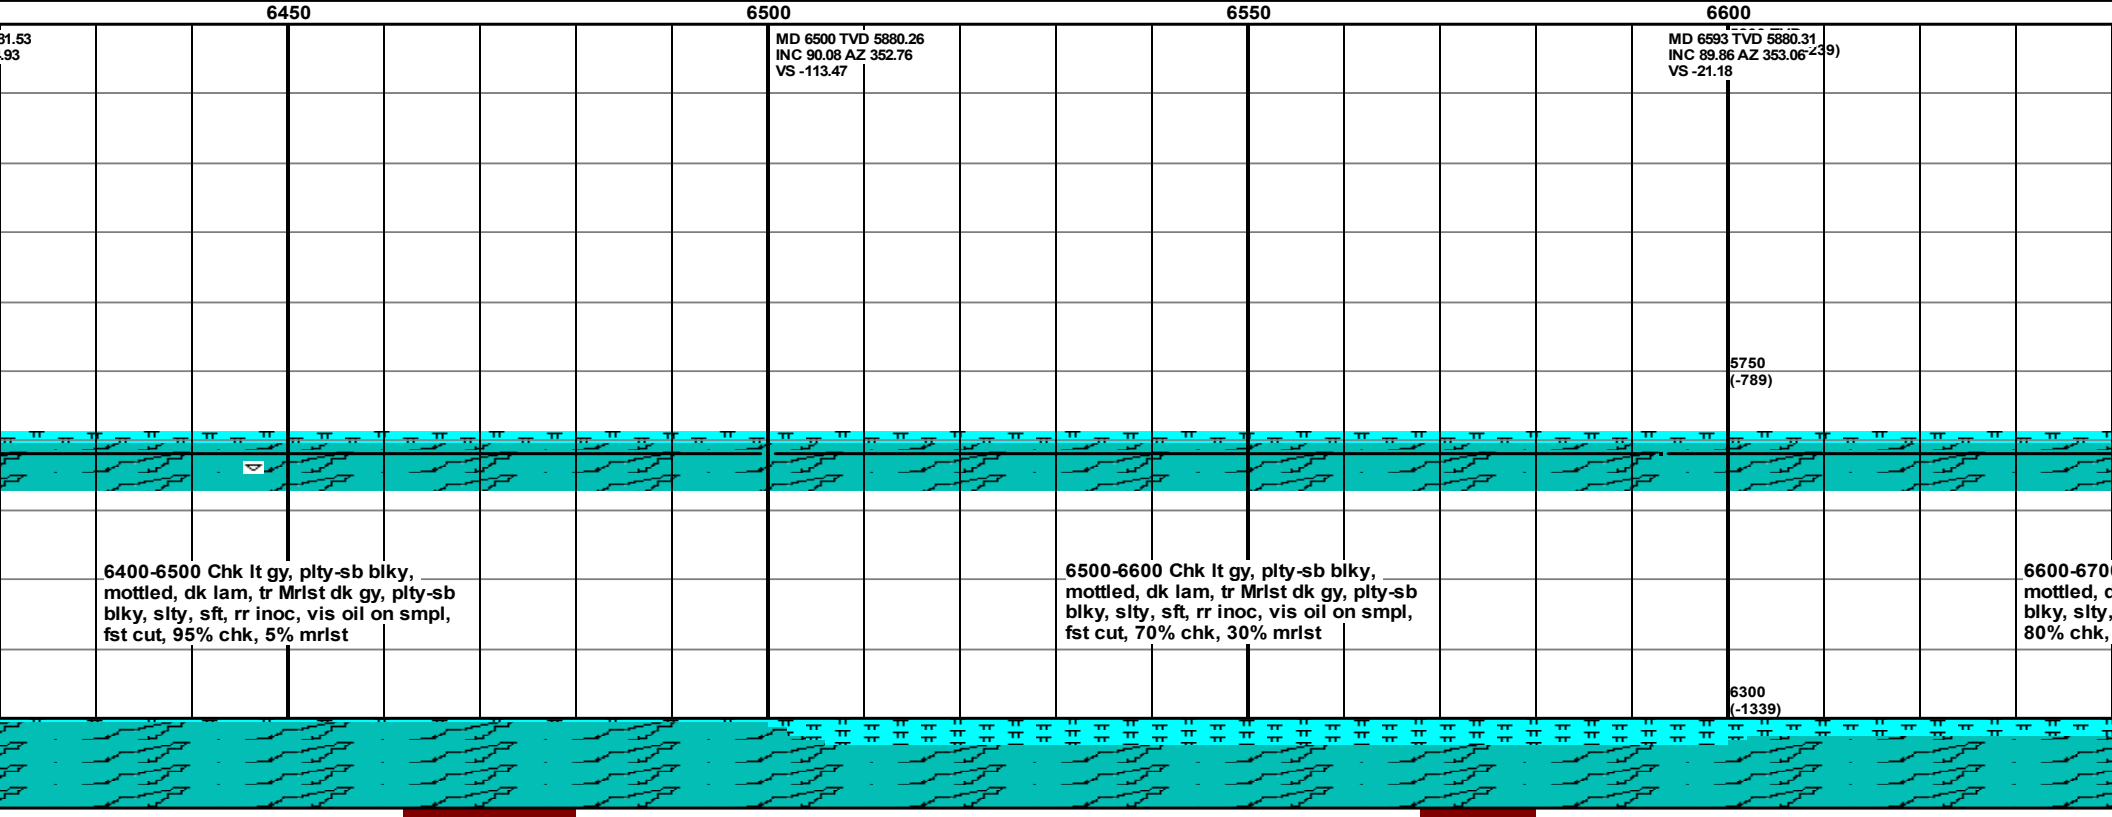 6450 6500 6550 6600
31.53
.93
MD 6500 TVD 5880.26
INC 90.08 AZ 352.76
VS -113.47
MD 6593 TVD 5880.31
INC 89.86 AZ 353.06
VS -21.18
-239)
5750
(-789)
6400-6500 Chk lt gy, plty-sb blky,
mottled, dk lam, tr Mrlst dk gy, plty-sb
blky, slty, sft, rr inoc, vis oil on smpl,
fst cut, 95% chk, 5% mrlst
6500-6600 Chk lt gy, plty-sb blky,
mottled, dk lam, tr Mrlst dk gy, plty-sb
blky, slty, sft, rr inoc, vis oil on smpl,
fst cut, 70% chk, 30% mrlst
6600-6700
mottled, d
blky, slty,
80% chk,
6300
(-1339)